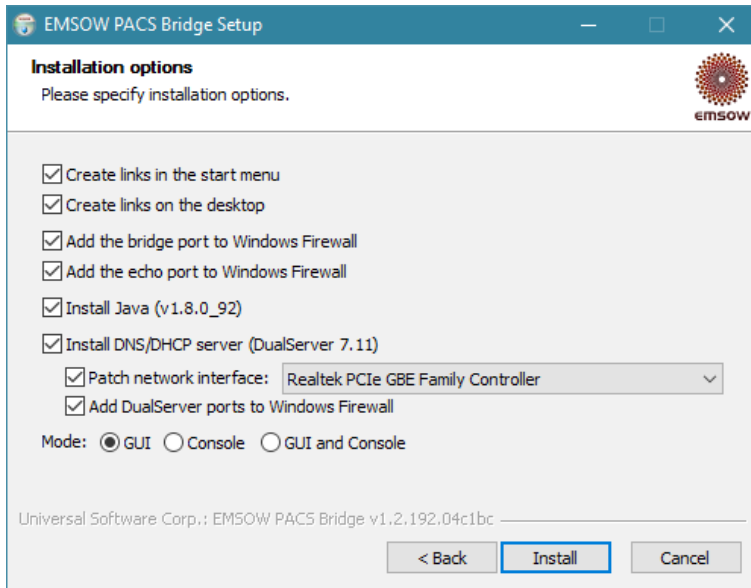 EMSOW PACS Bridge Setup
Installation options
Please specify installation options.
emsow
Create links in the start menu
Create links on the desktop
Add the bridge port to Windows Firewall
Add the echo port to Windows Firewall
Install Java (v1.8.0_92)
Install DNS/DHCP server (DualServer 7.11)
Patch network interface: Realtek PCIe GBE Family Controller
Add DualServer ports to Windows Firewall
Mode: GUI Console GUI and Console
Universal Software Corp.: EMSOW PACS Bridge v1.2.192.04c1bc
< Back Install Cancel